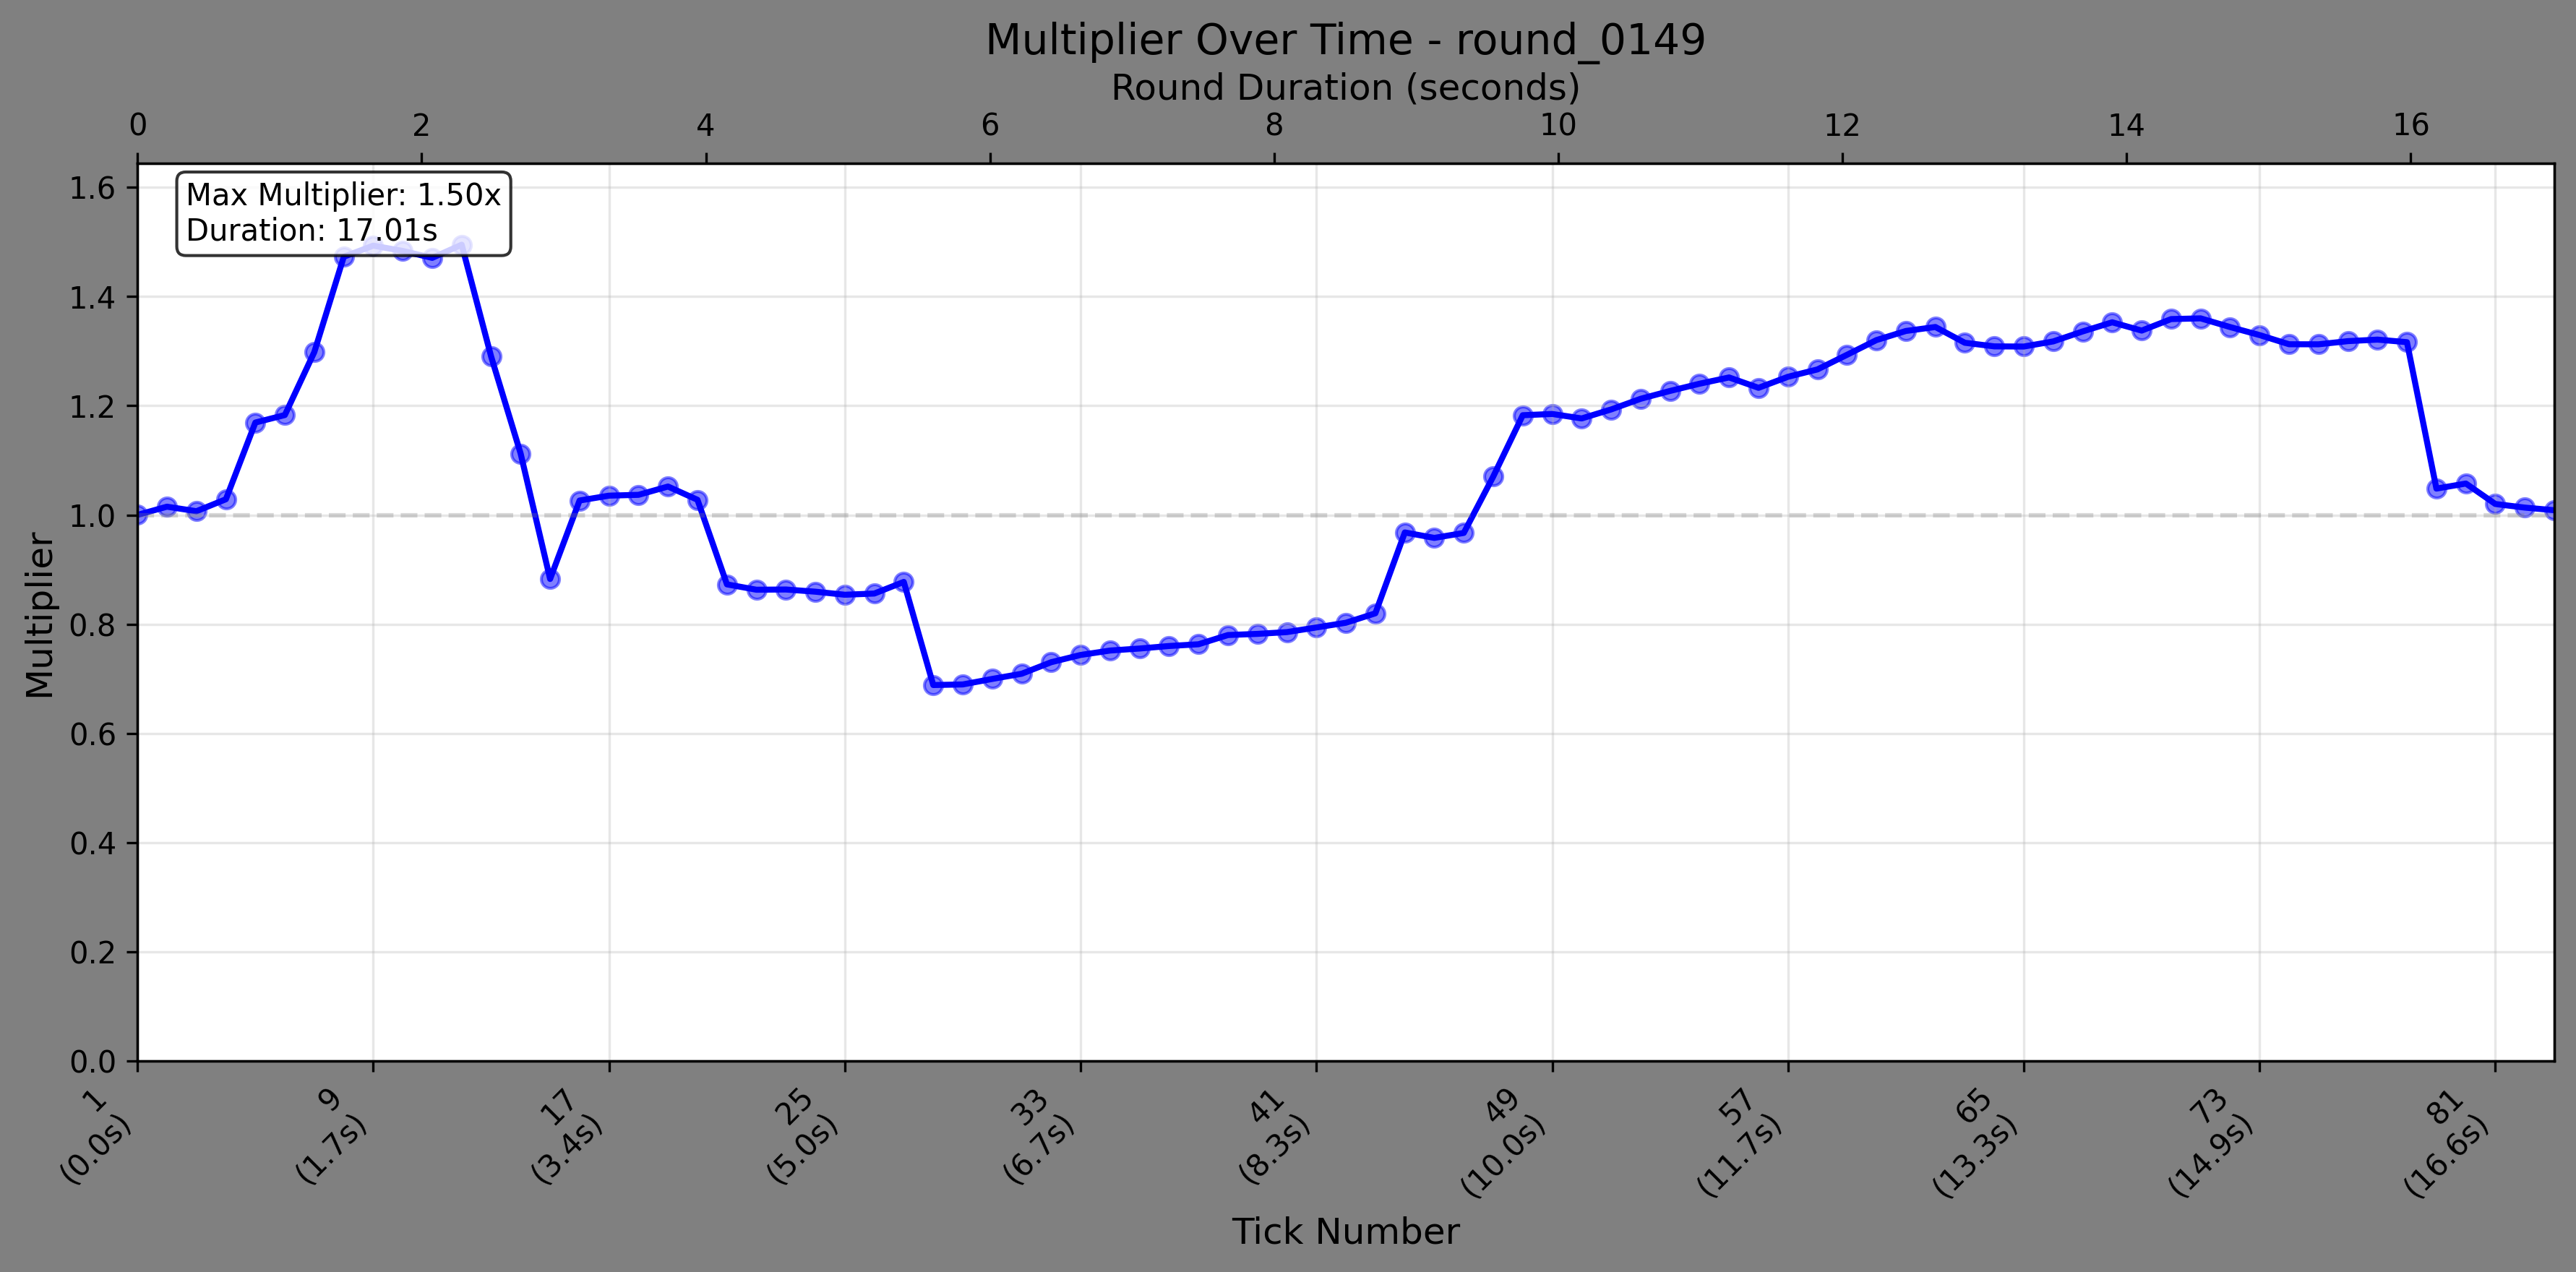 Multiplier Over Time - round_0149
Round Duration (seconds)
0 2 4 6 8 10 12 14 16
Max Multiplier: 1.50x
Duration: 17.01s
1.6
1.4
1.2
1.0
0.8
0.6
0.4
0.2
0.0
Multiplier
1 9 17 25 33 41 49 57 65 73 81
(0.0s) (1.7s) (3.4s) (5.0s) (6.7s) (8.3s) (10.0s) (11.7s) (13.3s) (14.9s) (16.6s)
Tick Number